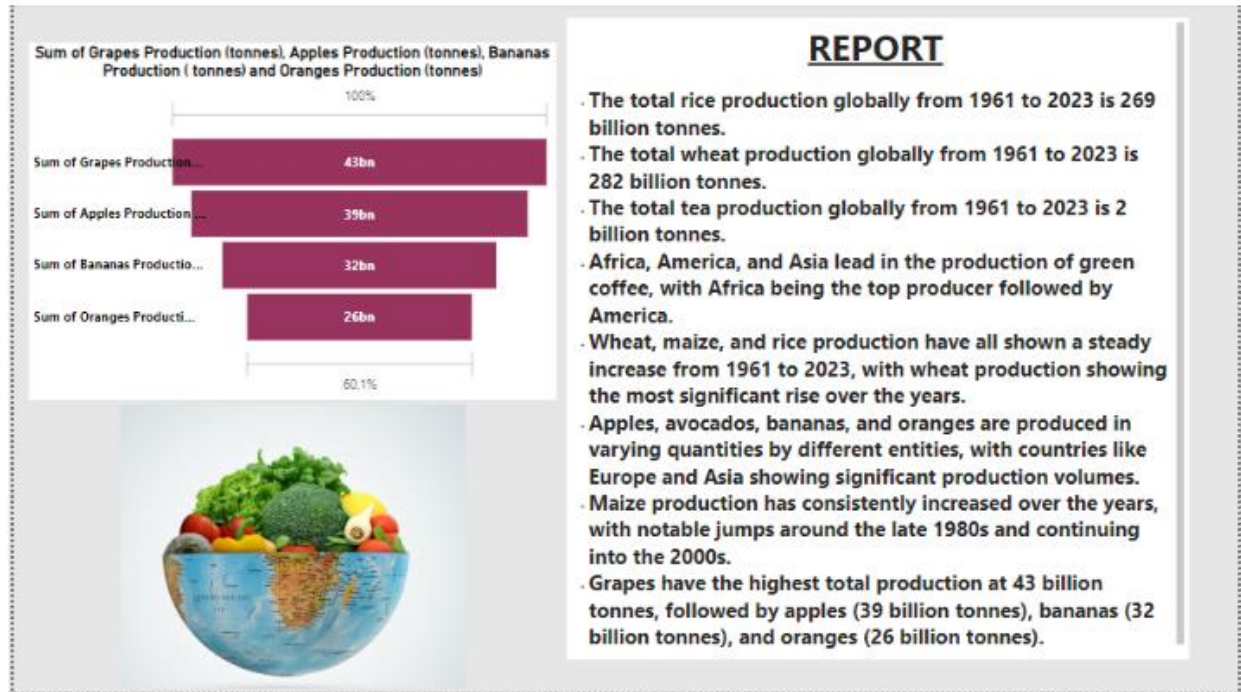 Sum of Grapes Production (tonnes), Apples Production (tonnes), Bananas
Production ( tonnes) and Oranges Production (tonnes)
100%
Sum of Grapes Production...
43bn
Sum of Apples Production ...
39bn
Sum of Bananas Productio...
32bn
Sum of Oranges Producti...
26bn
60.1%
REPORT
· The total rice production globally from 1961 to 2023 is 269
billion tonnes.
· The total wheat production globally from 1961 to 2023 is
282 billion tonnes.
· The total tea production globally from 1961 to 2023 is 2
billion tonnes.
· Africa, America, and Asia lead in the production of green
coffee, with Africa being the top producer followed by
America.
· Wheat, maize, and rice production have all shown a steady
increase from 1961 to 2023, with wheat production showing
the most significant rise over the years.
· Apples, avocados, bananas, and oranges are produced in
varying quantities by different entities, with countries like
Europe and Asia showing significant production volumes.
· Maize production has consistently increased over the years,
with notable jumps around the late 1980s and continuing
into the 2000s.
· Grapes have the highest total production at 43 billion
tonnes, followed by apples (39 billion tonnes), bananas (32
billion tonnes), and oranges (26 billion tonnes).